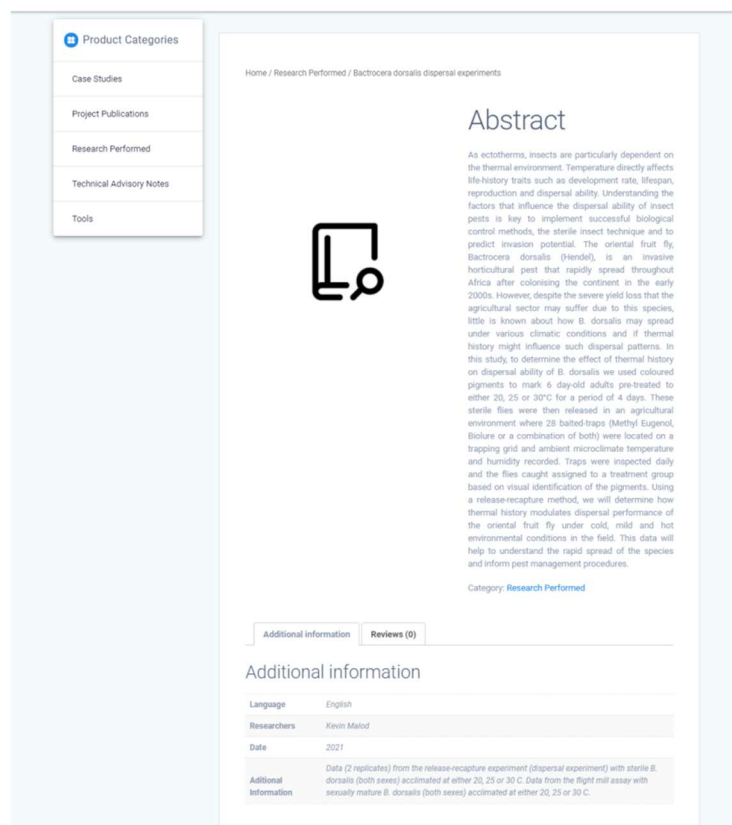 Product Categories
Case Studies
Project Publications
Research Performed
Technical Advisory Notes
Tools
Home / Research Performed / Bactrocera dorsalis dispersal experiments
Abstract
As ectotherms, insects are particularly dependent on
the thermal environment. Temperature directly affects
life-history traits such as development rate, lifespan,
reproduction and dispersal ability. Understanding the
factors that influence the dispersal ability of insect
pests is key to implement successful biological
control methods, the sterile insect technique and to
predict invasion potential. The oriental fruit fly,
Bactrocera dorsalis (Hendel), is an invasive
horticultural pest that rapidly spread throughout
Africa after colonising the continent in the early
2000s. However, despite the severe yield loss that the
agricultural sector may suffer due to this species,
little is known about how B. dorsalis may spread
under various climatic conditions and if thermal
history might influence such dispersal patterns. In
this study, to determine the effect of thermal history
on dispersal ability of B. dorsalis we used coloured
pigments to mark 6 day-old adults pre-treated to
either 20, 25 or 30°C for a period of 4 days. These
sterile flies were then released in an agricultural
environment where 28 baited-traps (Methyl Eugenol,
Biolure or a combination of both) were located on a
trapping grid and ambient microclimate temperature
and humidity recorded. Traps were inspected daily
and the flies caught assigned to a treatment group
based on visual identification of the pigments. Using
a release-recapture method, we will determine how
thermal history modulates dispersal performance of
the oriental fruit fly under cold, mild and hot
environmental conditions in the field. This data will
help to understand the rapid spread of the species
and inform pest management procedures.
Category: Research Performed
Additional information
Reviews (0)
Additional information
Language English
Researchers Kevin Malod
Date 2021
Aditional Information Data (2 replicates) from the release-recapture experiment (dispersal experiment) with sterile B.
dorsalis (both sexes) acclimated at either 20, 25 or 30 C. Data from the flight mill assay with
sexually mature B. dorsalis (both sexes) acclimated at either 20, 25 or 30 C.